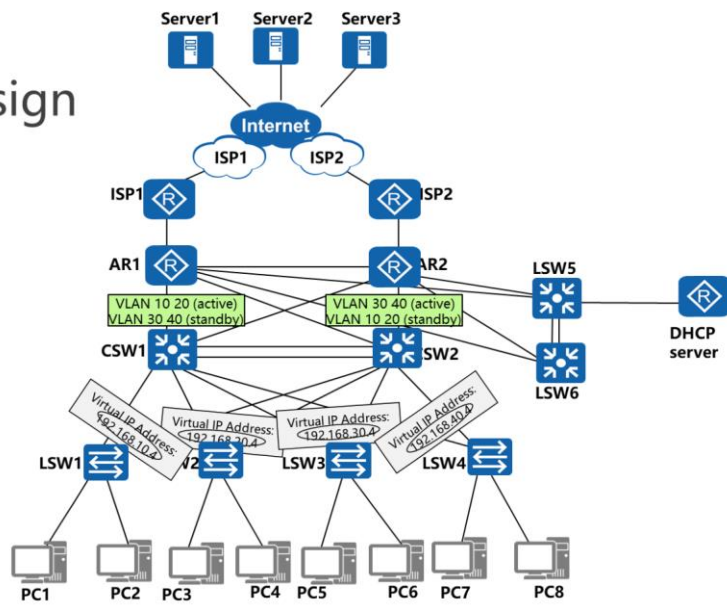 sign
Server1
Server2
Server3
Internet
ISP1
ISP2
ISP1
ISP2
AR1
AR2
LSW5
VLAN 10 20 (active)
VLAN 30 40 (standby)
VLAN 30 40 (active)
VLAN 10 20 (standby)
DHCP
server
CSW1
SW2
LSW6
Virtual IP Address:
192.168.10.4
Virtual IP Address:
192.168.20.4
Virtual IP Address:
192.168.30.4
Virtual IP Address:
192.168.40.4
LSW1
W2
LSW3
LSW4
PC1
PC2
PC3
PC4
PC5
PC6
PC7
PC8